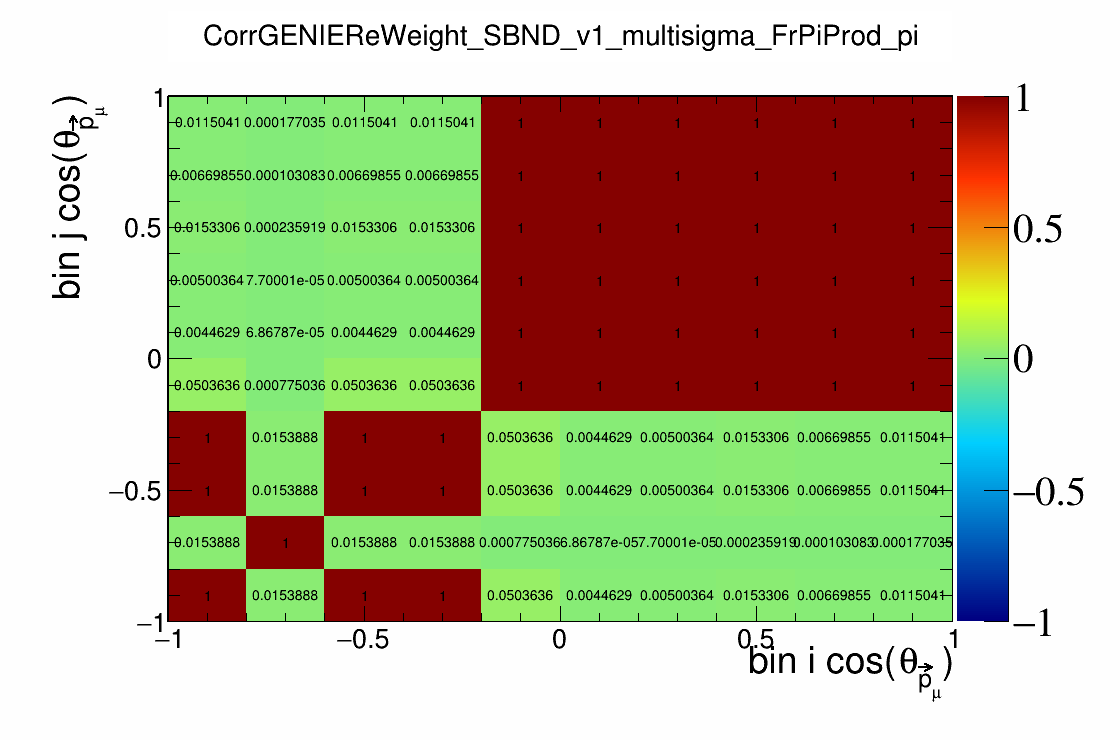 CorrGENIEReWeight_SBND_v1_multisigma_FrPiProd_pi
bin j cos(θ_p⃗_μ)
1
0.5
0
−0.5
−1
0.0115041 0.000177035 0.0115041 0.0115041 1 1 1 1 1 1
0.00669855 0.000103083 0.00669855 0.00669855 1 1 1 1 1 1
0.0153306 0.000235919 0.0153306 0.0153306 1 1 1 1 1 1
0.00500364 7.70001e-05 0.00500364 0.00500364 1 1 1 1 1 1
0.0044629 6.86787e-05 0.0044629 0.0044629 1 1 1 1 1 1
0.0503636 0.000775036 0.0503636 0.0503636 1 1 1 1 1 1
1 0.0153888 1 1 0.0503636 0.0044629 0.00500364 0.0153306 0.00669855 0.0115041
1 0.0153888 1 1 0.0503636 0.0044629 0.00500364 0.0153306 0.00669855 0.0115041
0.0153888 1 0.0153888 0.0153888 0.000775036 6.86787e-05 7.70001e-05 0.000235919 0.000103083 0.000177035
1 0.0153888 1 1 0.0503636 0.0044629 0.00500364 0.0153306 0.00669855 0.0115041
−1 −0.5 0 0.5 1
bin i cos(θ_p⃗_μ)
1
0.5
0
−0.5
−1